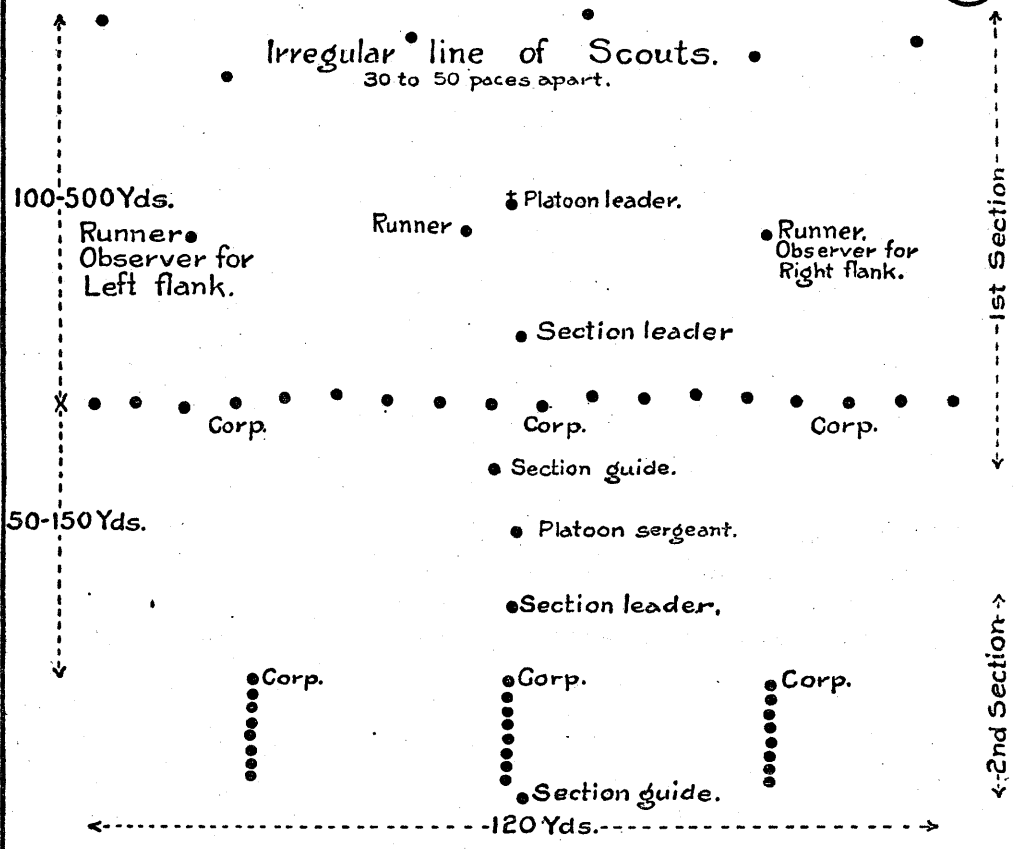 Irregular line of Scouts.
30 to 50 paces apart.
100-500 Yds.
Platoon leader.
Runner
Runner
Observer for
Left flank.
Runner.
Observer for
Right flank.
1st Section
Section leader
X
Corp.
Corp.
Corp.
Section guide.
50-150 Yds.
Platoon sergeant.
Section leader.
Corp.
Corp.
Corp.
2nd Section
Section guide.
120 Yds.